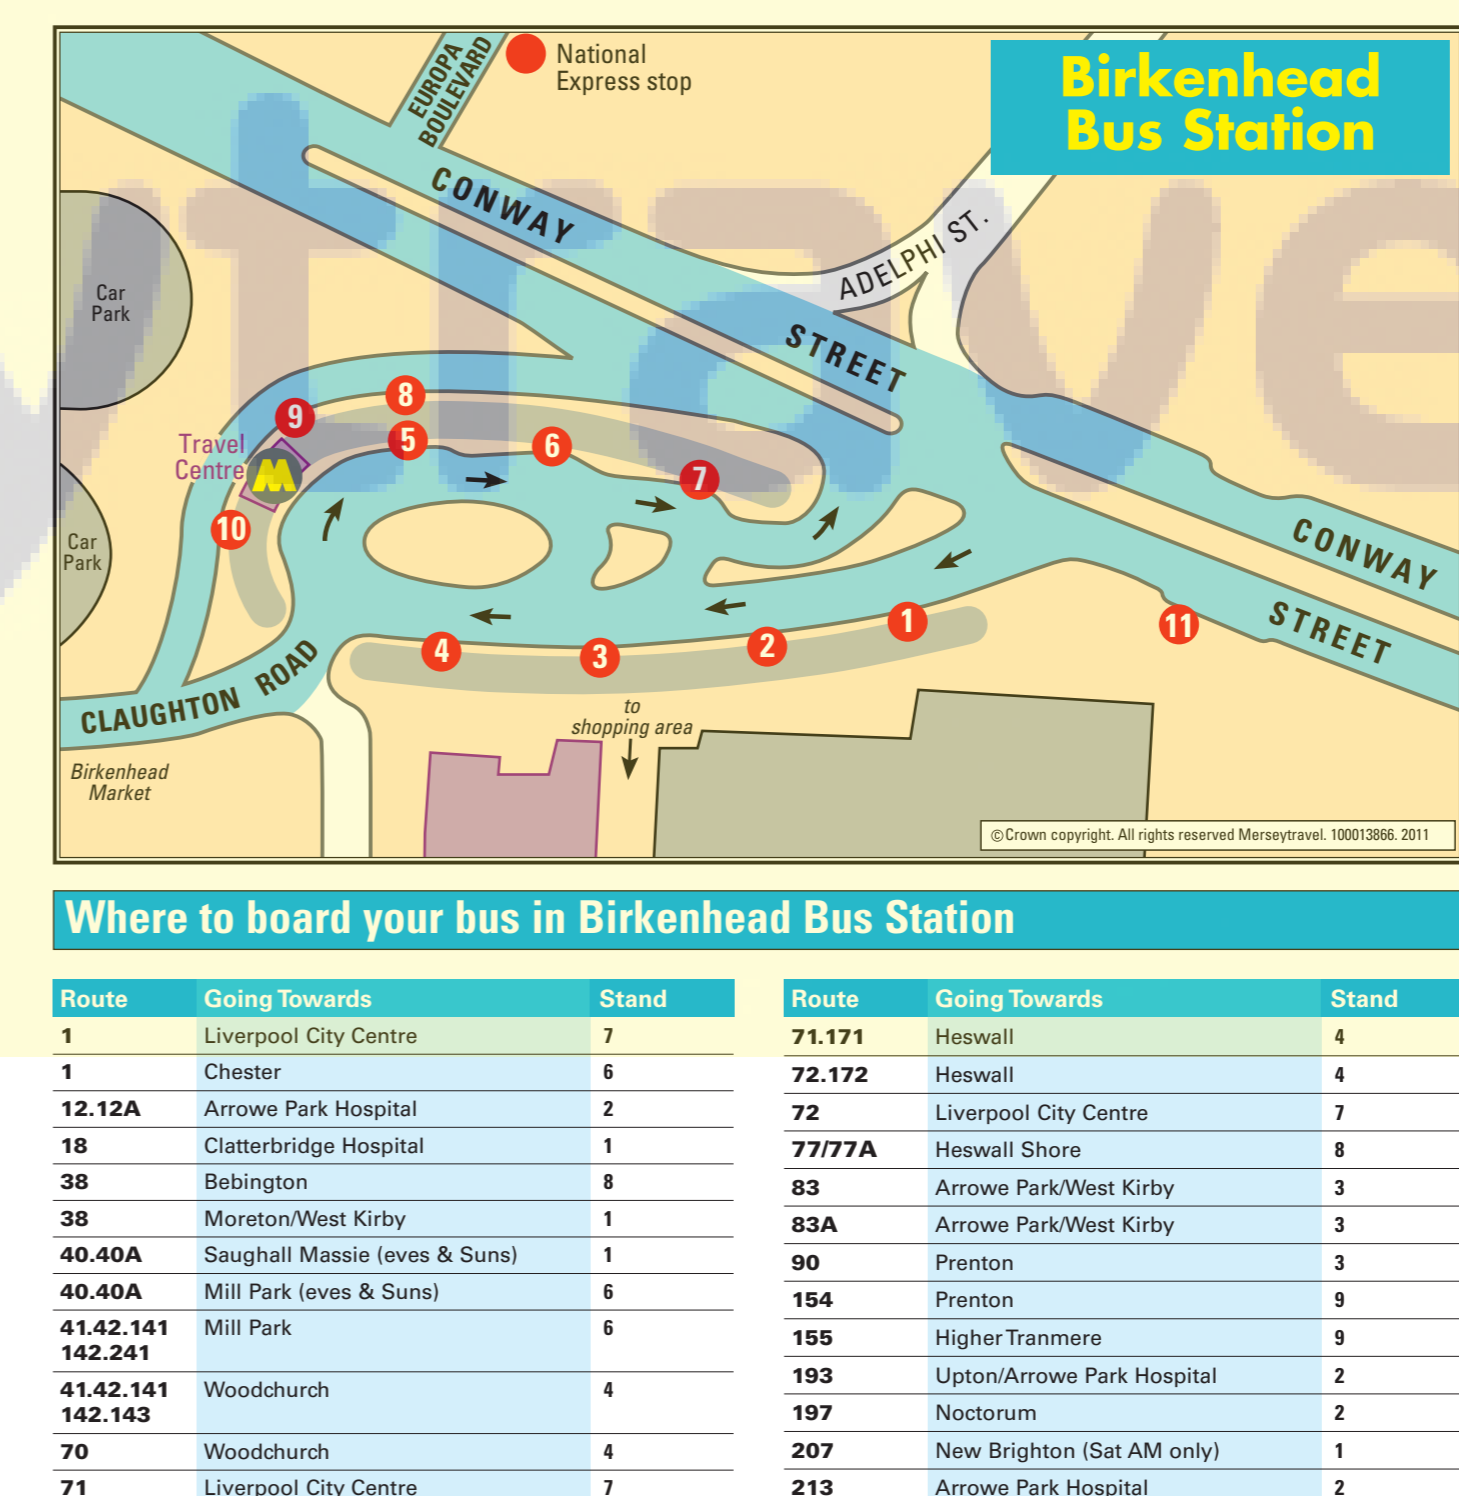 National
Express stop
Birkenhead
Bus Station
EUROPA
BOULEVARD
CONWAY
STREET
ADELPHI ST.
Car
Park
8
9
5
6
7
Travel
Centre
10
Car
Park
CONWAY
STREET
1
11
2
3
4
CLAUGHTON ROAD
to
shopping area
Birkenhead
Market
© Crown copyright. All rights reserved Merseytravel. 100013866. 2011
Where to board your bus in Birkenhead Bus Station
Route Going Towards Stand
1 Liverpool City Centre 7
1 Chester 6
12.12A Arrowe Park Hospital 2
18 Clatterbridge Hospital 1
38 Bebington 8
38 Moreton/West Kirby 1
40.40A Saughall Massie (eves & Suns) 1
40.40A Mill Park (eves & Suns) 6
41.42.141 Mill Park 6
142.241
41.42.141 Woodchurch 4
142.143
70 Woodchurch 4
71 Liverpool City Centre 7
Route Going Towards Stand
71.171 Heswall 4
72.172 Heswall 4
72 Liverpool City Centre 7
77/77A Heswall Shore 8
83 Arrowe Park/West Kirby 3
83A Arrowe Park/West Kirby 3
90 Prenton 3
154 Prenton 9
155 Higher Tranmere 9
193 Upton/Arrowe Park Hospital 2
197 Noctorum 2
207 New Brighton (Sat AM only) 1
213 Arrowe Park Hospital 2